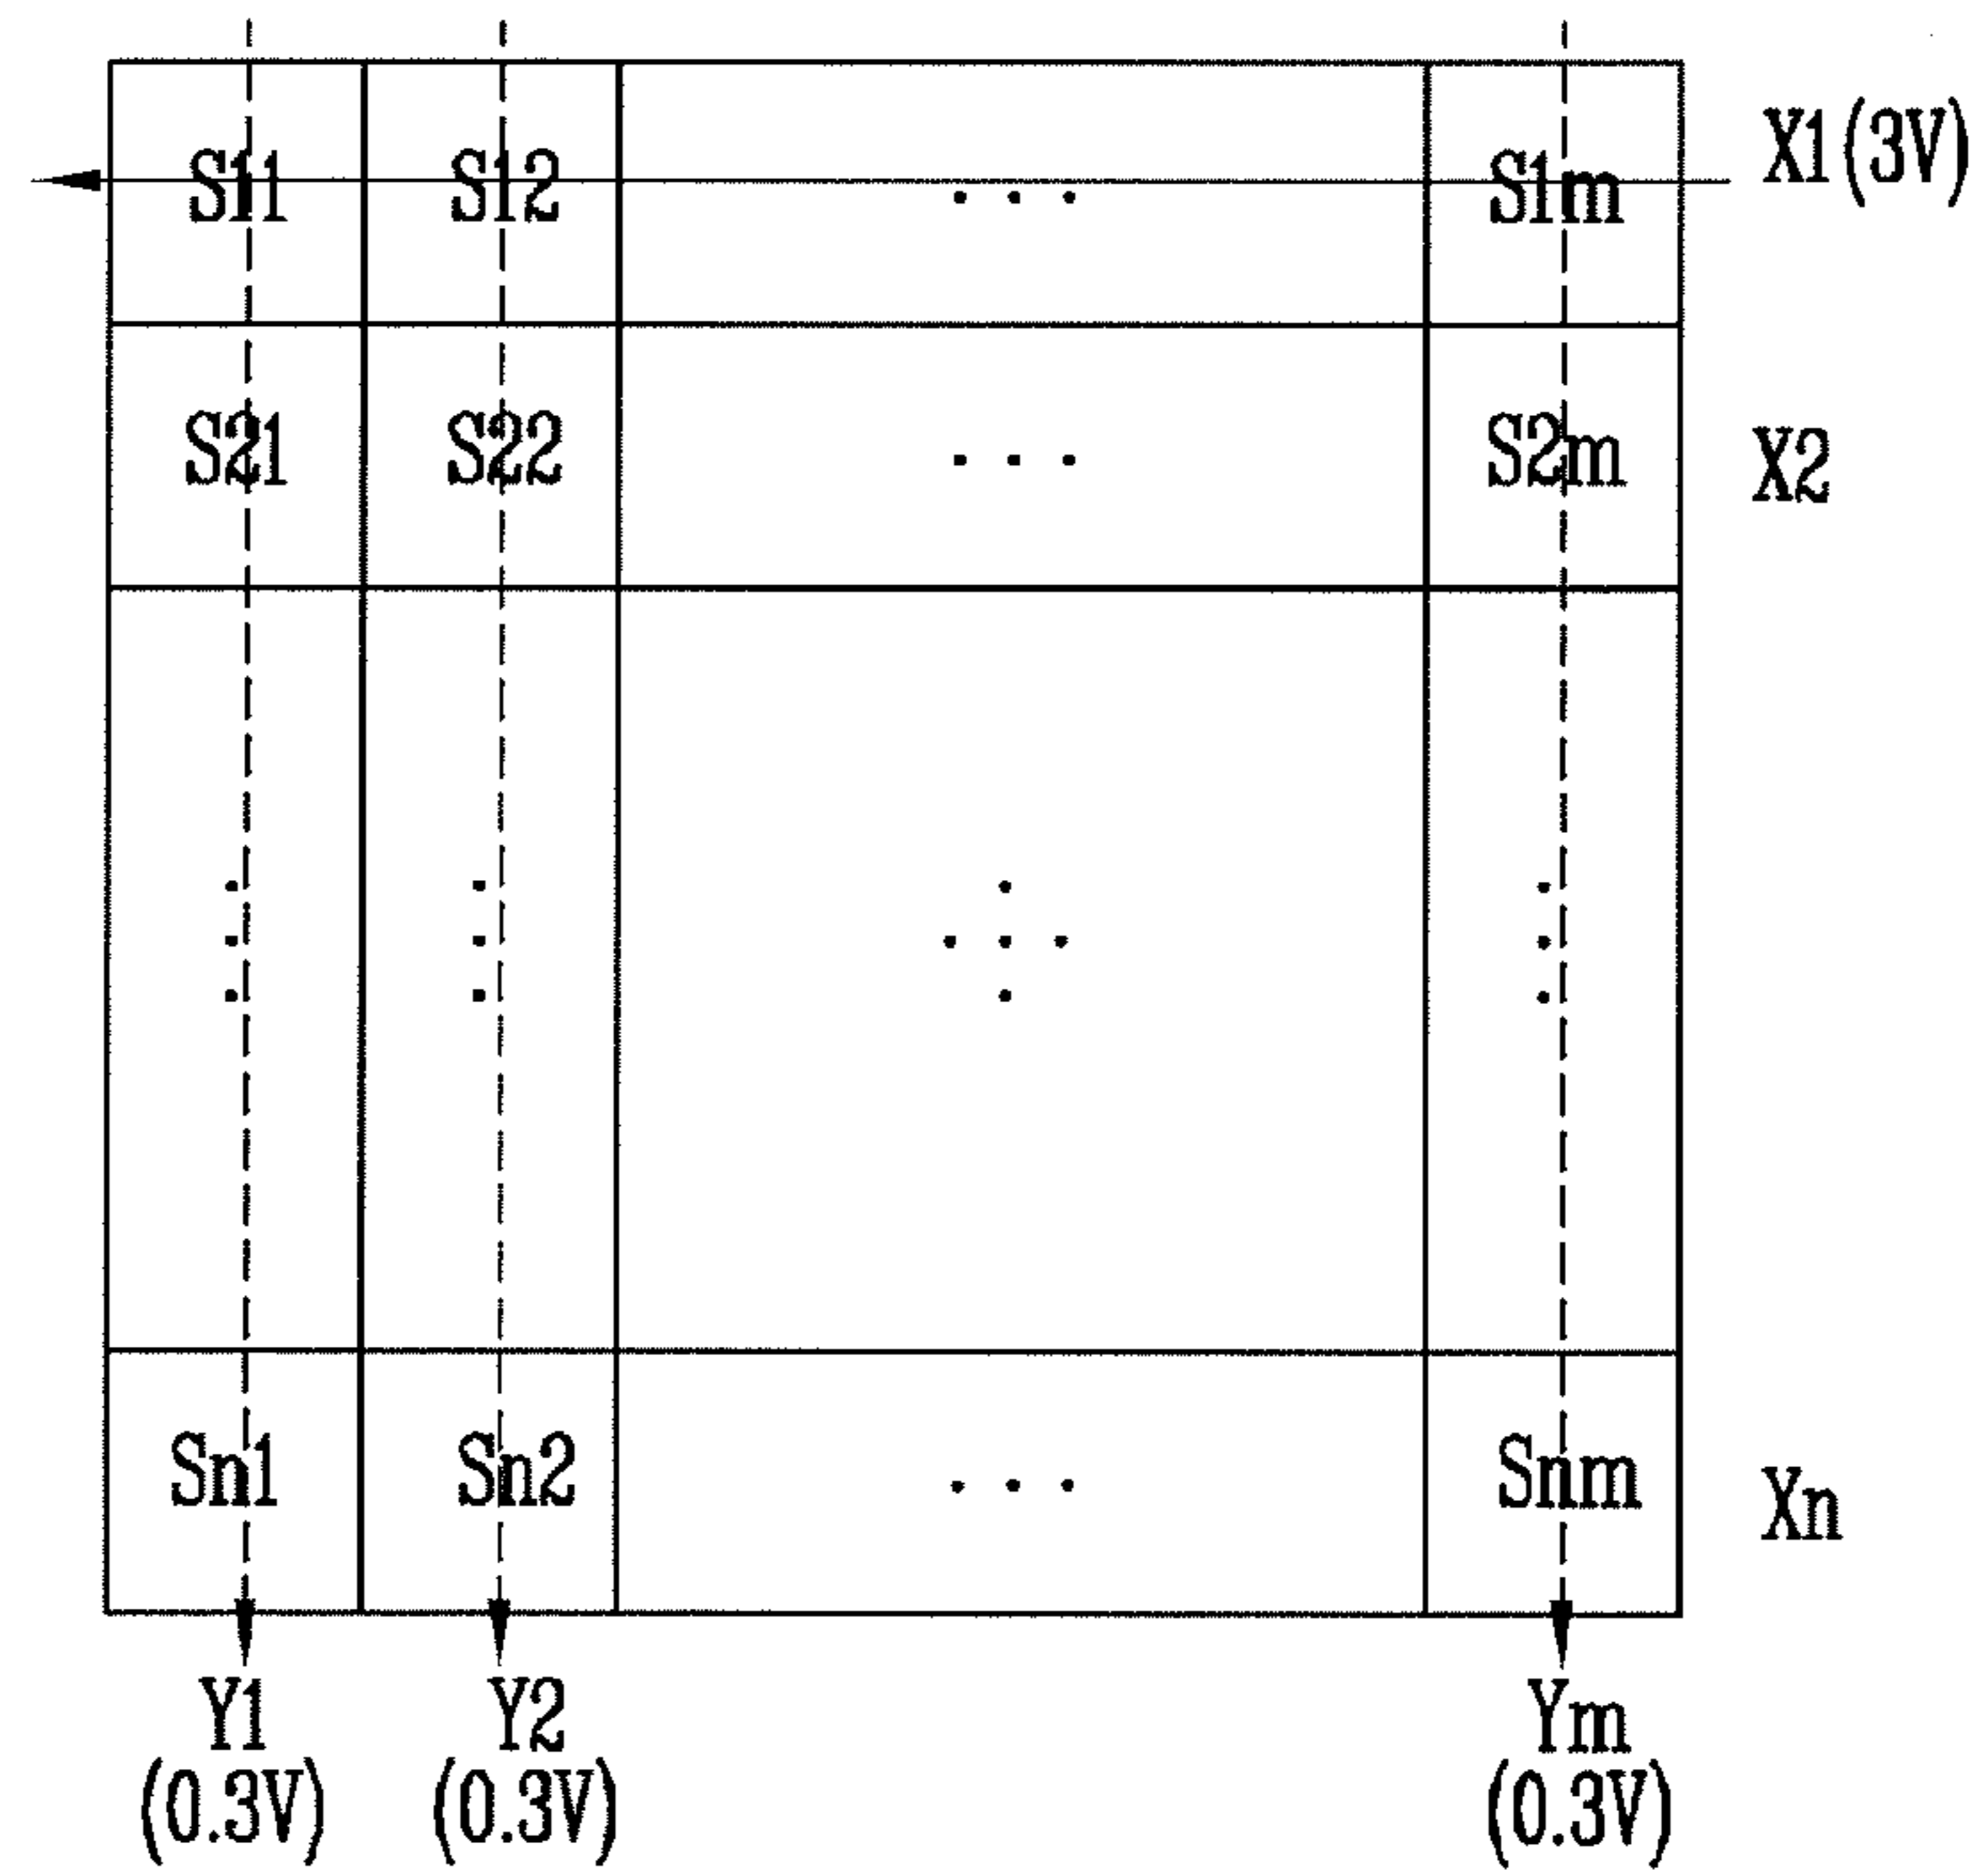 S11 S12 ... S1m X1(3V)
S21 S22 ... S2m X2
Sn1 Sn2 ... Snm Xn
Y1 Y2 Ym
(0.3V) (0.3V) (0.3V)